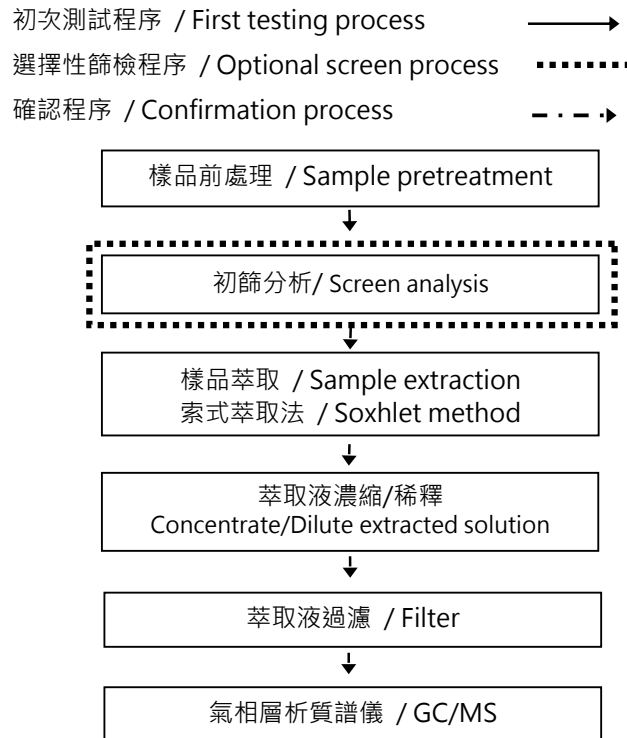 初次測試程序 / First testing process
選擇性篩檢程序 / Optional screen process
確認程序 / Confirmation process
樣品前處理 / Sample pretreatment
初篩分析/ Screen analysis
樣品萃取 / Sample extraction
索式萃取法 / Soxhlet method
萃取液濃縮/稀釋
Concentrate/Dilute extracted solution
萃取液過濾 / Filter
氣相層析質譜儀 / GC/MS